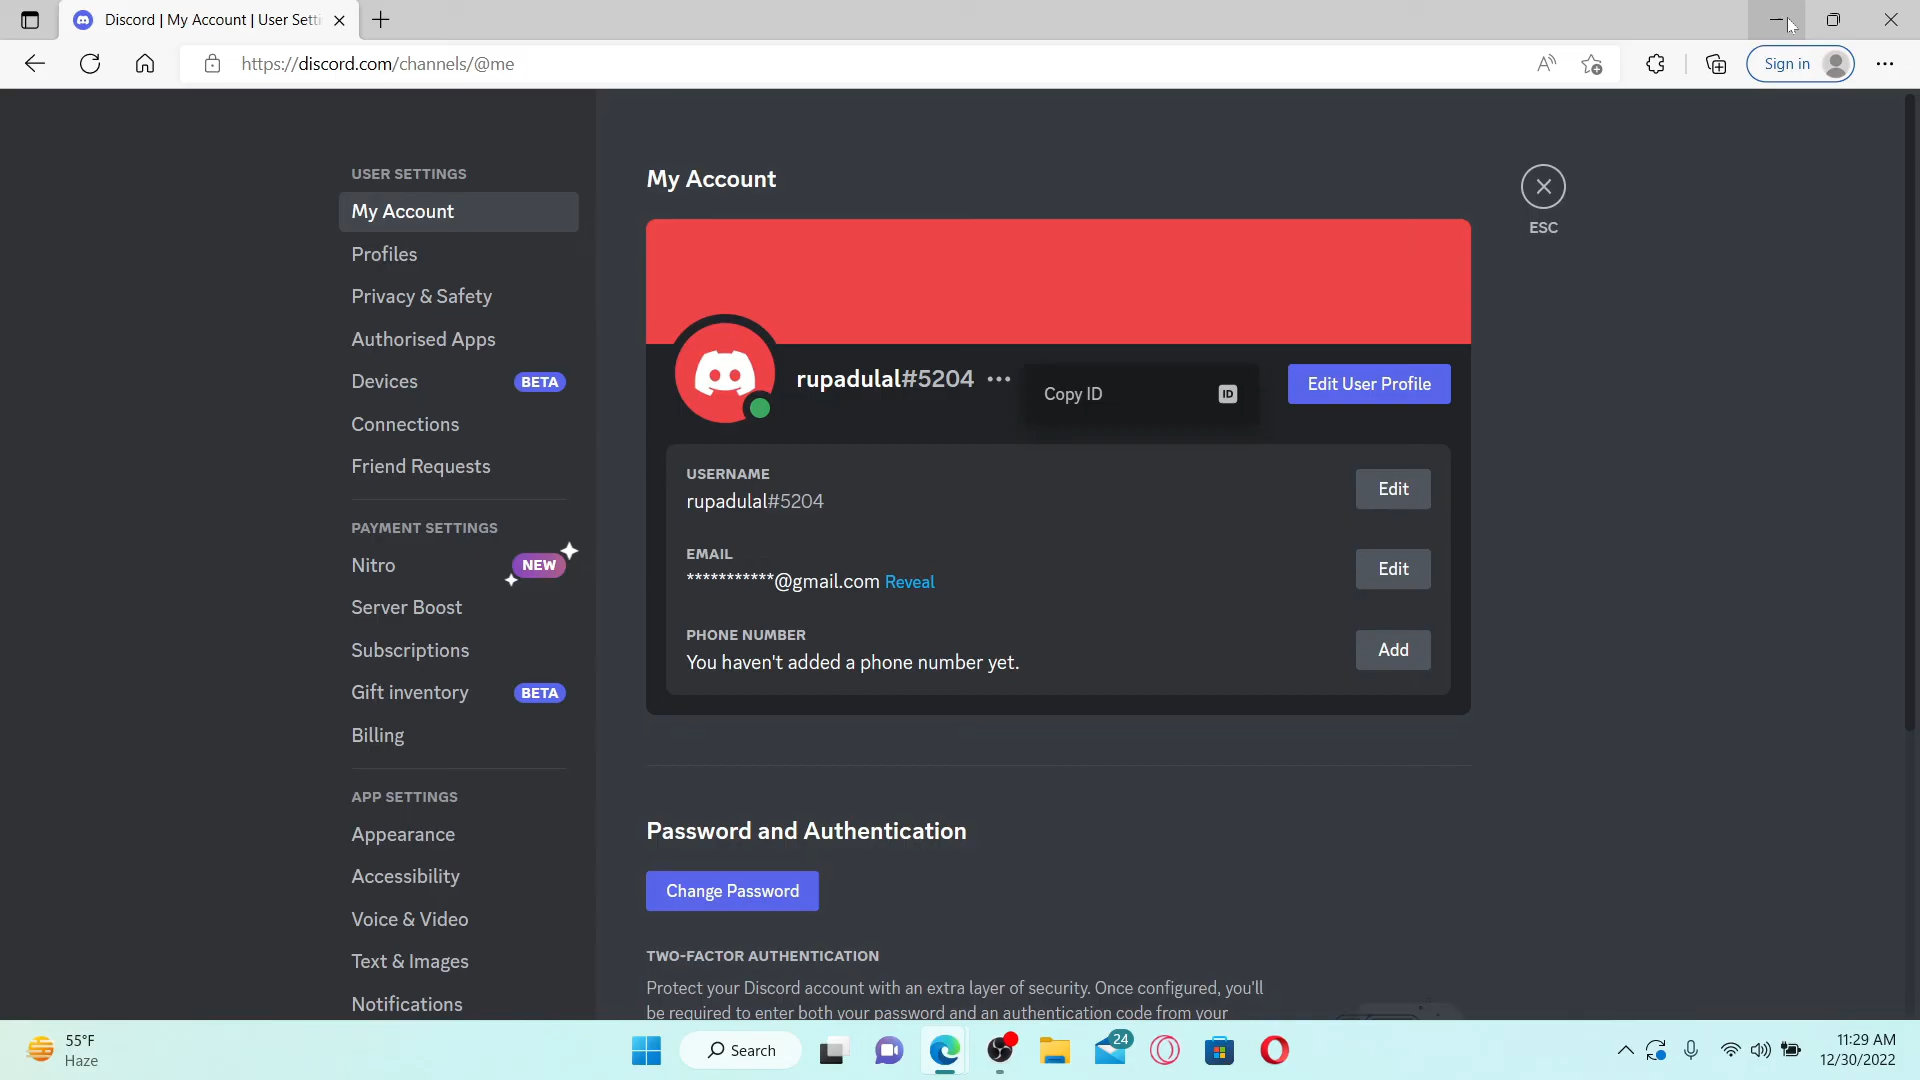 Discord | My Account | User Setti
https://discord.com/channels/@me
Sign in
USER SETTINGS
My Account
Profiles
Privacy & Safety
Authorised Apps
Devices BETA
Connections
Friend Requests
PAYMENT SETTINGS
Nitro NEW
Server Boost
Subscriptions
Gift inventory BETA
Billing
APP SETTINGS
Appearance
Accessibility
Voice & Video
Text & Images
Notifications
My Account
ESC
rupadulal#5204
Copy ID ID
Edit User Profile
USERNAME
rupadulal#5204
Edit
EMAIL
***********@gmail.com Reveal
Edit
PHONE NUMBER
You haven't added a phone number yet.
Add
Password and Authentication
Change Password
TWO-FACTOR AUTHENTICATION
Protect your Discord account with an extra layer of security. Once configured, you'll
be required to enter both your password and an authentication code from your
55°F
Haze
Search
24
11:29 AM
12/30/2022